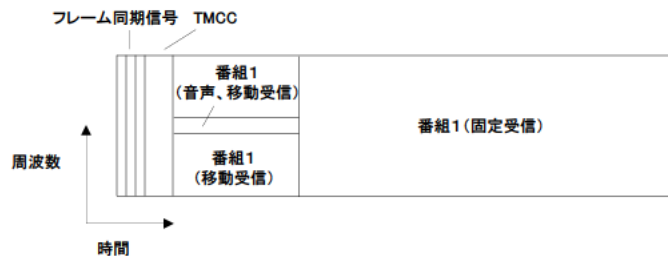 フレーム同期信号 TMCC
番組1
(音声、移動受信)
番組1(固定受信)
番組1
(移動受信)
周波数
時間